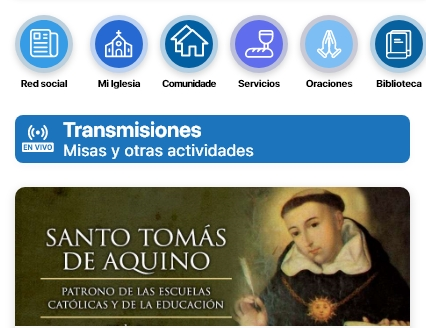 Red social
Mi Iglesia
Comunidade
Servicios
Oraciones
Biblioteca
EN VIVO
Transmisiones
Misas y otras actividades
SANTO TOMÁS
DE AQUINO
PATRONO DE LAS ESCUELAS
CATÓLICAS Y DE LA EDUCACIÓN